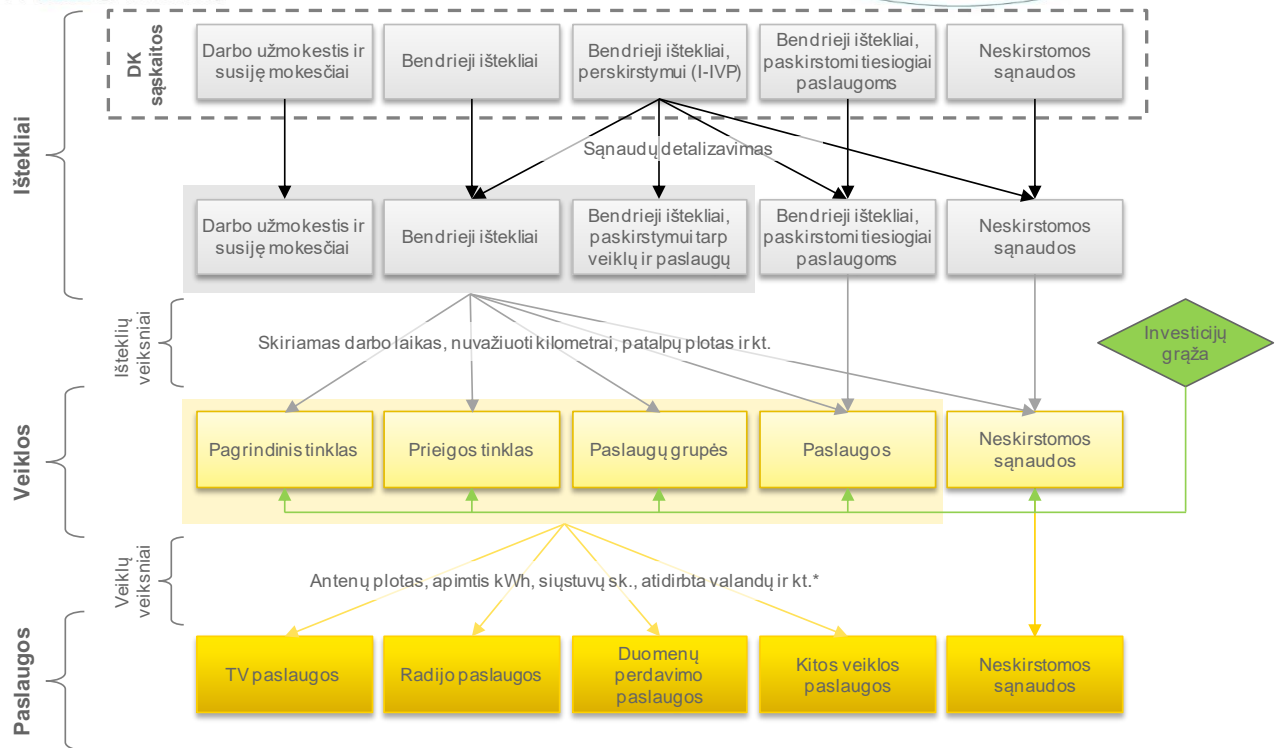 DK
sąskaitos
Darbo užmokestis ir
susiję mokesčiai
Bendrieji ištekliai
Bendrieji ištekliai,
perskirstymui (I-IVP)
Bendrieji ištekliai,
paskirstomi tiesiogiai
paslaugoms
Neskirstomos
sąnaudos
Ištekliai
Sąnaudų detalizavimas
Darbo užmokestis ir
susiję mokesčiai
Bendrieji ištekliai
Bendrieji ištekliai,
paskirstymui tarp
veiklų ir paslaugų
Bendrieji ištekliai,
paskirstomi tiesiogiai
paslaugoms
Neskirstomos
sąnaudos
Išteklių
veiksniai
Skiriamas darbo laikas, nuvažiuoti kilometrai, patalpų plotas ir kt.
Investicijų
grąža
Veiklos
Pagrindinis tinklas
Prieigos tinklas
Paslaugų grupės
Paslaugos
Neskirstomos
sąnaudos
Veiklų
veiksniai
Antenų plotas, apimtis kWh, siųstuvų sk., atidirbta valandų ir kt.*
Paslaugos
TV paslaugos
Radijo paslaugos
Duomenų
perdavimo
paslaugos
Kitos veiklos
paslaugos
Neskirstomos
sąnaudos